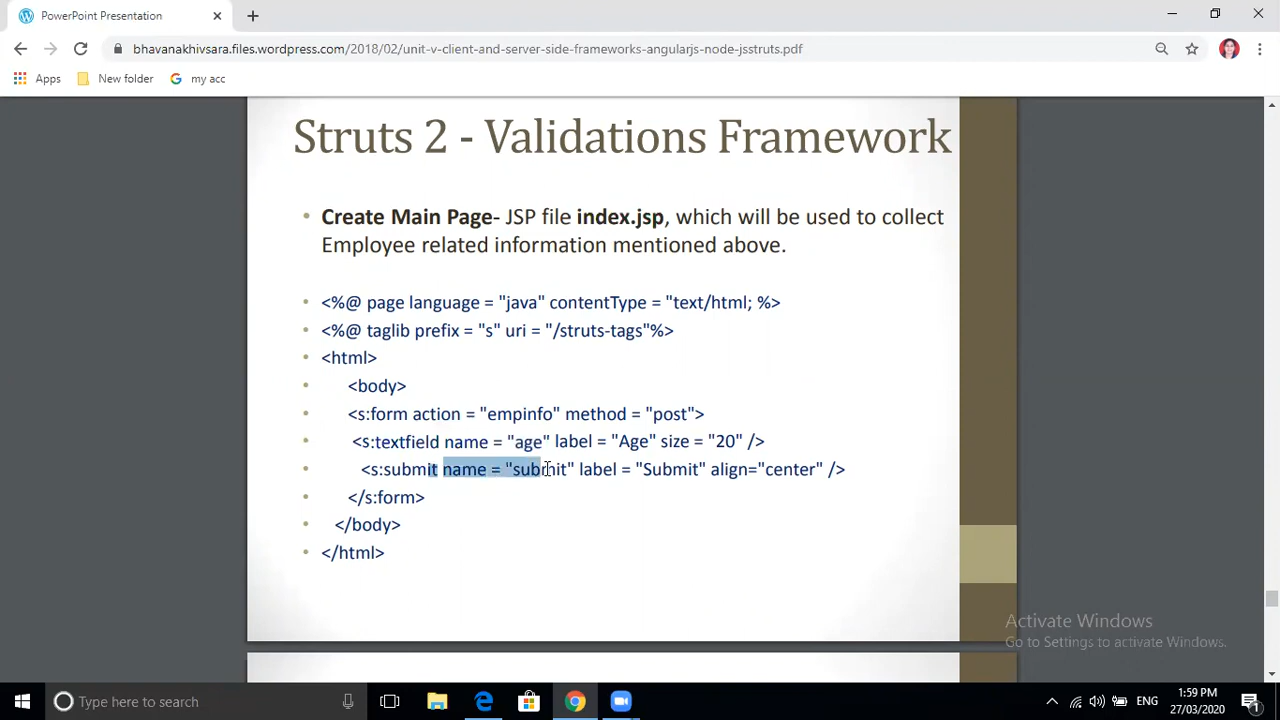 PowerPoint Presentation
bhavanakhivsara.files.wordpress.com/2018/02/unit-v-client-and-server-side-frameworks-angularjs-node-jsstruts.pdf
Apps New folder my acc
Struts 2 - Validations Framework
• Create Main Page- JSP file index.jsp, which will be used to collect
Employee related information mentioned above.
• <%@ page language = "java" contentType = "text/html; %>
• <%@ taglib prefix = "s" uri = "/struts-tags"%>
• <html>
• <body>
• <s:form action = "empinfo" method = "post">
• <s:textfield name = "age" label = "Age" size = "20" />
• <s:submit name = "submit" label = "Submit" align="center" />
• </s:form>
• </body>
• </html>
Activate Windows
Go to Settings to activate Windows.
Type here to search
ENG
1:59 PM
27/03/2020
1